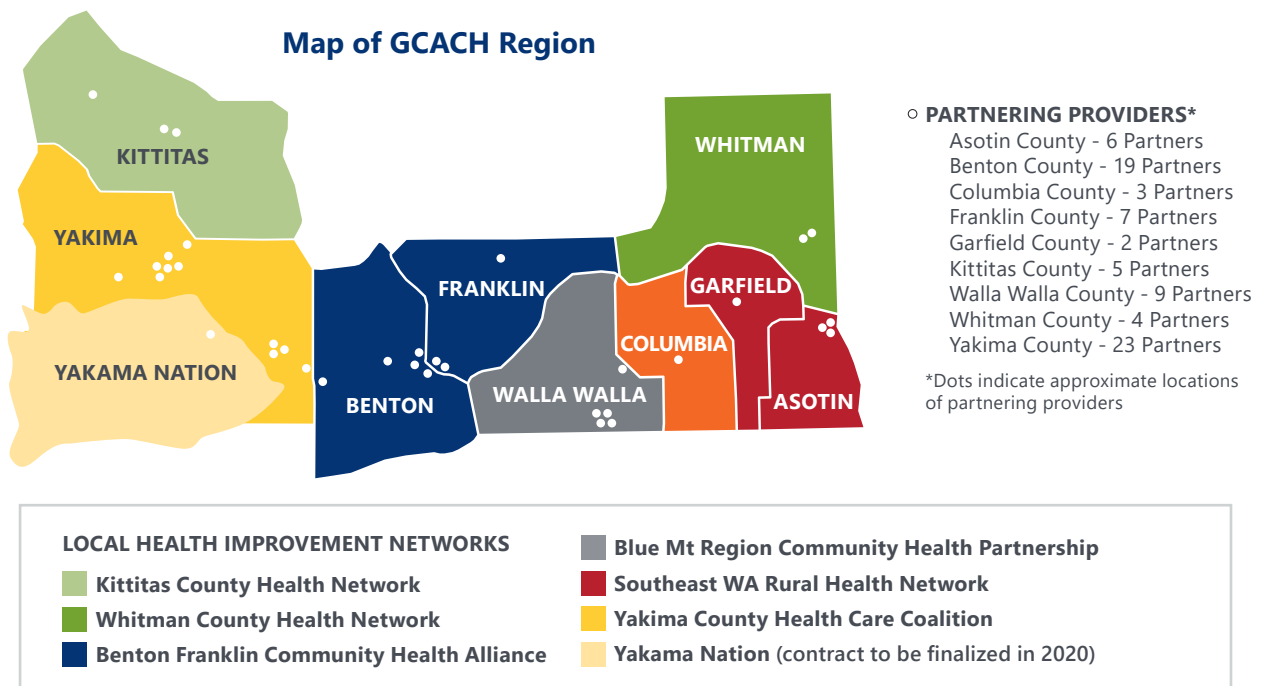 Map of GCACH Region
KITTITAS
YAKIMA
YAKAMA NATION
BENTON
FRANKLIN
WALLA WALLA
COLUMBIA
WHITMAN
GARFIELD
ASOTIN
PARTNERING PROVIDERS*
Asotin County - 6 Partners
Benton County - 19 Partners
Columbia County - 3 Partners
Franklin County - 7 Partners
Garfield County - 2 Partners
Kittitas County - 5 Partners
Walla Walla County - 9 Partners
Whitman County - 4 Partners
Yakima County - 23 Partners
*Dots indicate approximate locations
of partnering providers
LOCAL HEALTH IMPROVEMENT NETWORKS
Kittitas County Health Network
Whitman County Health Network
Benton Franklin Community Health Alliance
Blue Mt Region Community Health Partnership
Southeast WA Rural Health Network
Yakima County Health Care Coalition
Yakama Nation (contract to be finalized in 2020)